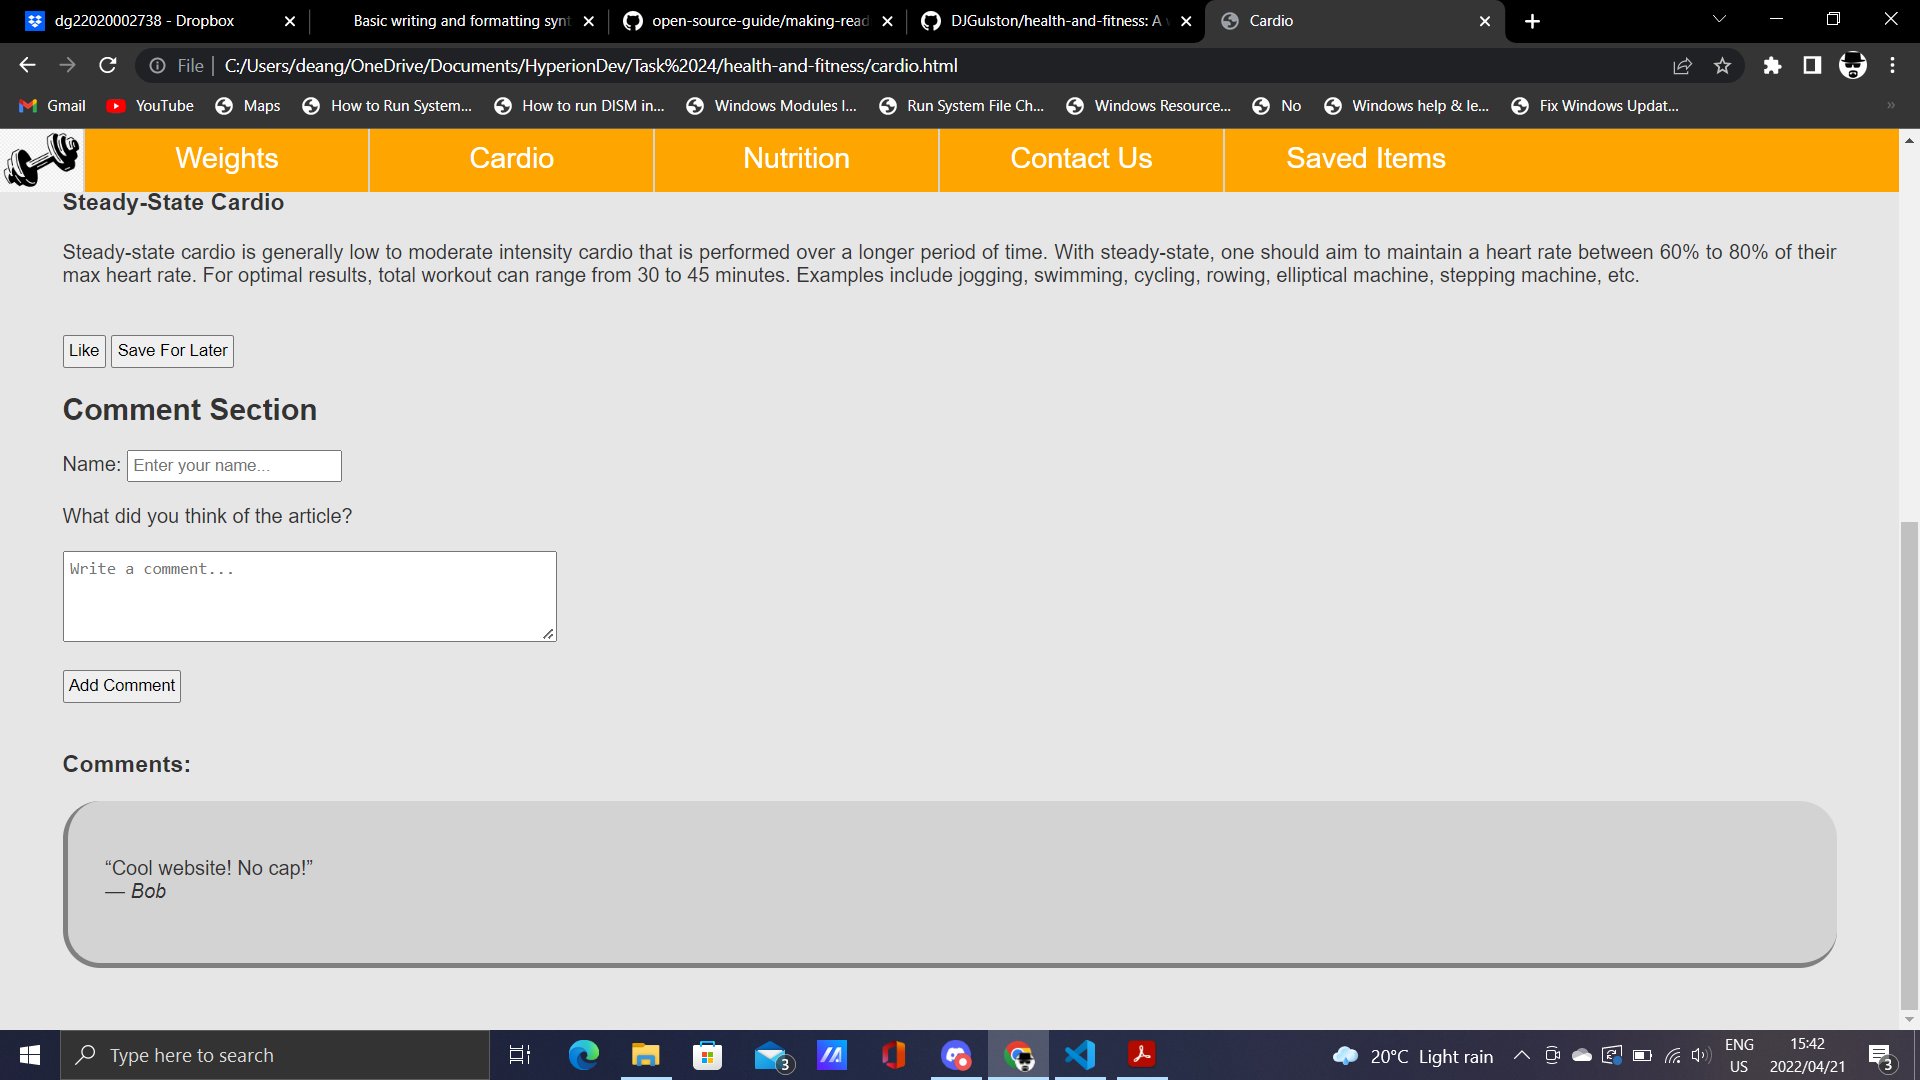 dg22020002738 - Dropbox
Basic writing and formatting synt
open-source-guide/making-read
DJGulston/health-and-fitness: A w
Cardio
File | C:/Users/deang/OneDrive/Documents/HyperionDev/Task%2024/health-and-fitness/cardio.html
Gmail YouTube Maps How to Run System... How to run DISM in... Windows Modules I... Run System File Ch... Windows Resource... No Windows help & le... Fix Windows Updat... »
Weights Cardio Nutrition Contact Us Saved Items
Steady-State Cardio
Steady-state cardio is generally low to moderate intensity cardio that is performed over a longer period of time. With steady-state, one should aim to maintain a heart rate between 60% to 80% of their
max heart rate. For optimal results, total workout can range from 30 to 45 minutes. Examples include jogging, swimming, cycling, rowing, elliptical machine, stepping machine, etc.
Like Save For Later
Comment Section
Name: Enter your name...
What did you think of the article?
Write a comment...
Add Comment
Comments:
“Cool website! No cap!”
— Bob
Type here to search
3
20°C Light rain
ENG
US
15:42
2022/04/21
3